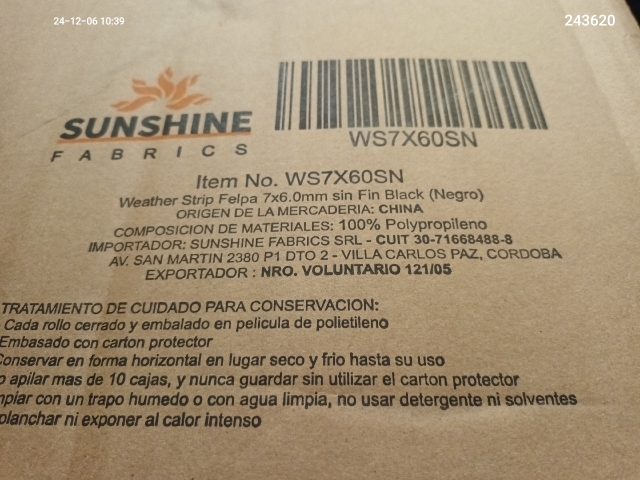 24-12-06 10:39
243620
SUNSHINE
FABRICS
WS7X60SN
Item No. WS7X60SN
Weather Strip Felpa 7x6.0mm sin Fin Black (Negro)
ORIGEN DE LA MERCADERIA: CHINA
COMPOSICION DE MATERIALES: 100% Polypropileno
IMPORTADOR: SUNSHINE FABRICS SRL - CUIT 30-71668488-8
AV. SAN MARTIN 2380 P1 DTO 2 - VILLA CARLOS PAZ, CORDOBA
EXPORTADOR : NRO. VOLUNTARIO 121/05
TRATAMIENTO DE CUIDADO PARA CONSERVACION:
Cada rollo cerrado y embalado en pelicula de polietileno
Embasado con carton protector
Conservar en forma horizontal en lugar seco y frio hasta su uso
o apilar mas de 10 cajas, y nunca guardar sin utilizar el carton protector
mpiar con un trapo humedo o con agua limpia, no usar detergente ni solventes
planchar ni exponer al calor intenso